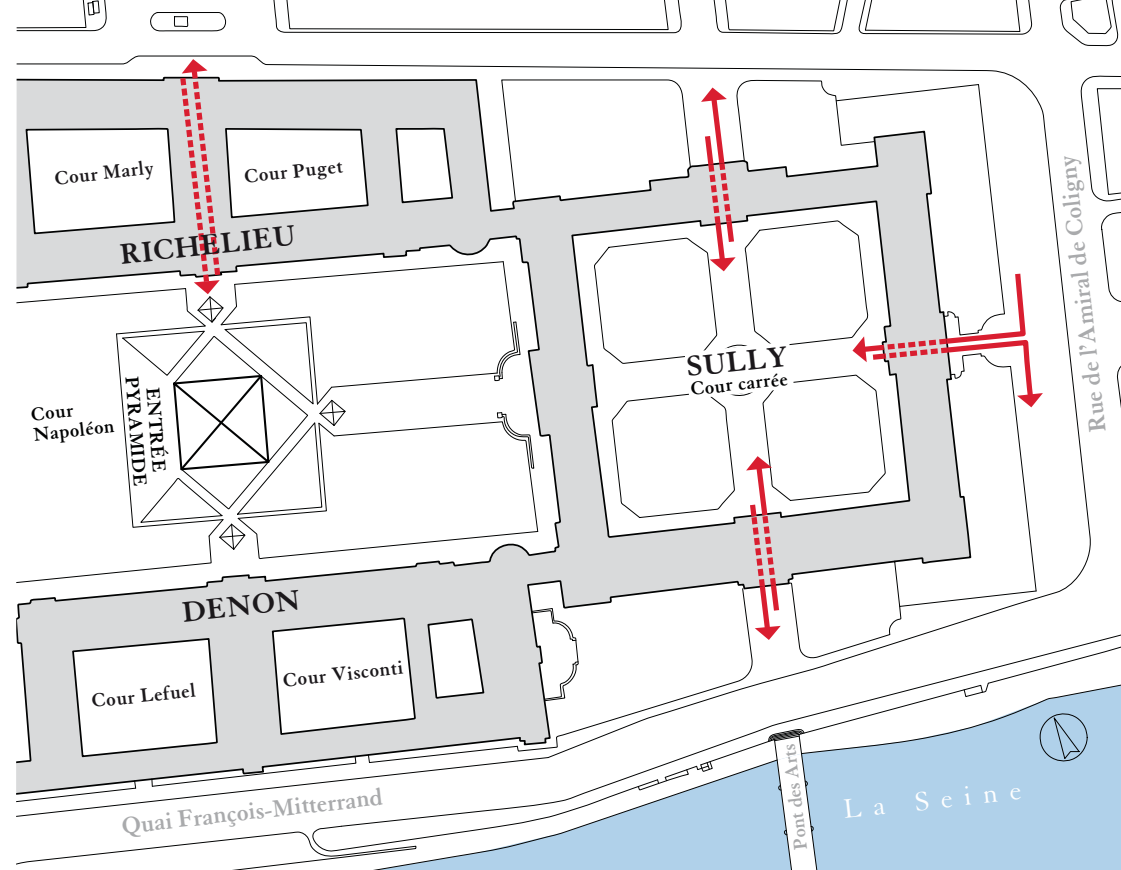 Cour Marly
Cour Puget
RICHELIEU
Rue de l'Amiral de Coligny
SULLY
Cour carrée
Cour
Napoléon
ENTRÉE
PYRAMIDE
DENON
Cour Lefuel
Cour Visconti
Quai François-Mitterrand
Pont des Arts
La Seine